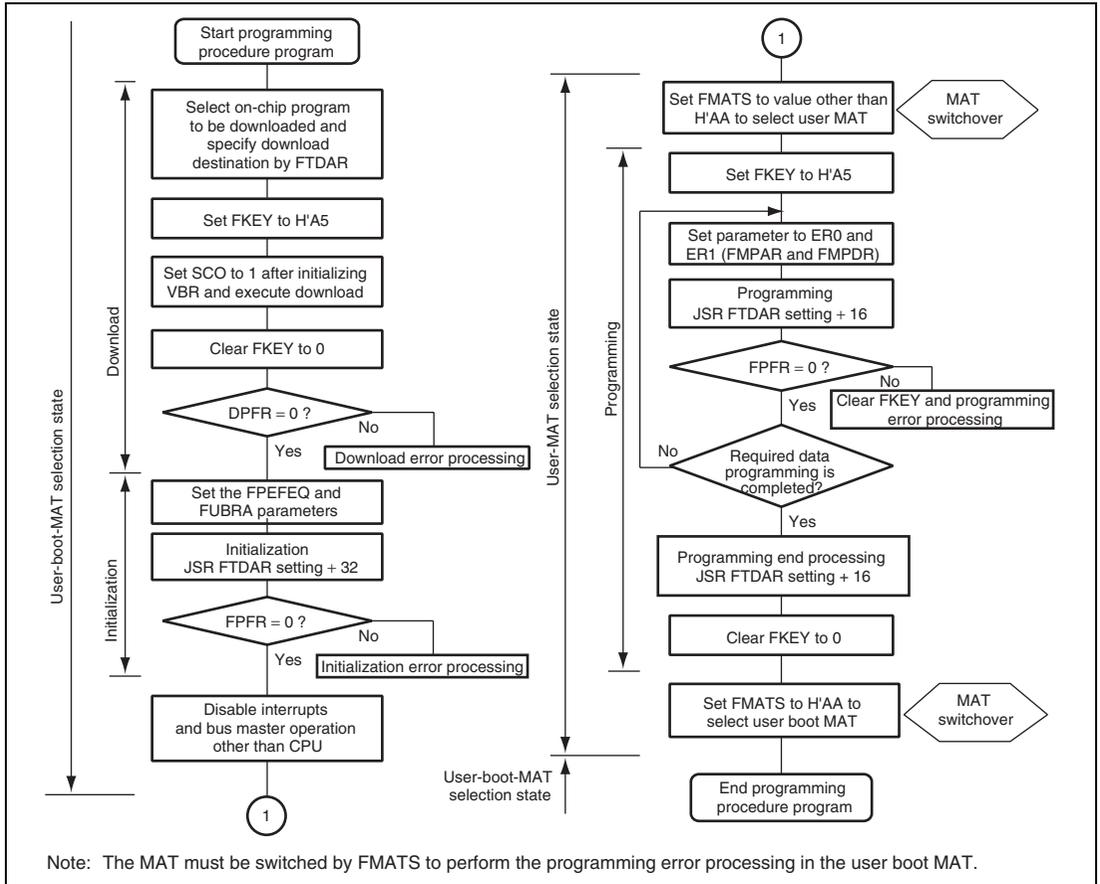 Start programming
procedure program
Select on-chip program
to be downloaded and
specify download
destination by FTDAR
Set FKEY to H'A5
Set SCO to 1 after initializing
VBR and execute download
Clear FKEY to 0
DPFR = 0 ?
No
Yes
Download error processing
Set the FPEFEQ and
FUBRA parameters
Initialization
JSR FTDAR setting + 32
FPFR = 0 ?
No
Yes
Initialization error processing
Disable interrupts
and bus master operation
other than CPU
1
User-boot-MAT selection state
Download
Initialization
1
Set FMATS to value other than
H'AA to select user MAT
MAT
switchover
Set FKEY to H'A5
Set parameter to ER0 and
ER1 (FMPAR and FMPDR)
Programming
JSR FTDAR setting + 16
FPFR = 0 ?
No
Yes
Clear FKEY and programming
error processing
No
Required data
programming is
completed?
Yes
Programming end processing
JSR FTDAR setting + 16
Clear FKEY to 0
Set FMATS to H'AA to
select user boot MAT
MAT
switchover
End programming
procedure program
User-MAT selection state
Programming
User-boot-MAT
selection state
Note: The MAT must be switched by FMATS to perform the programming error processing in the user boot MAT.